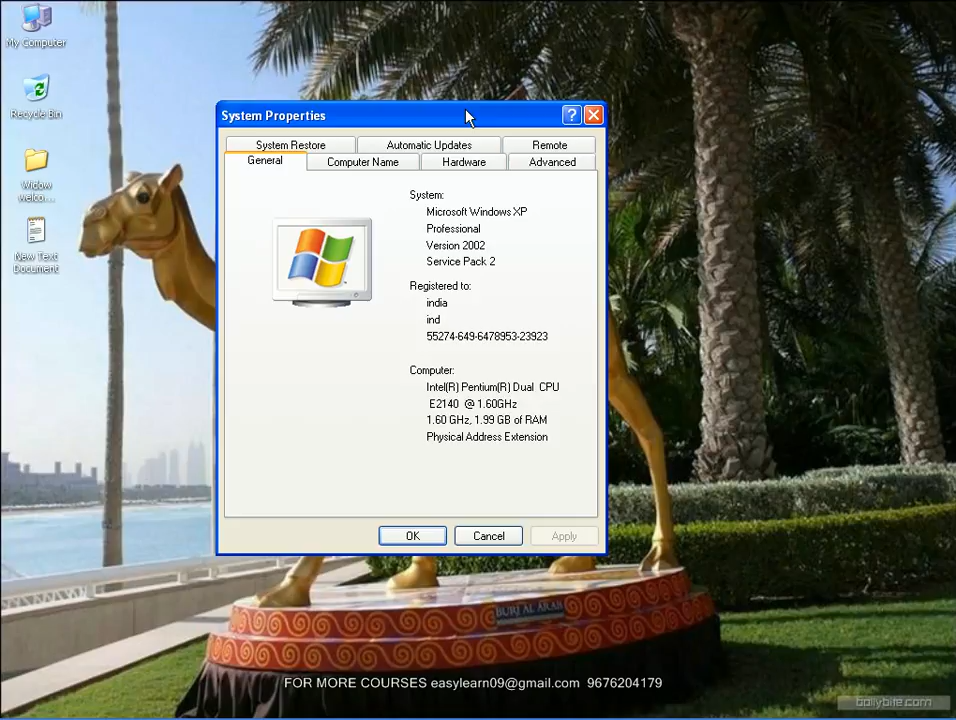 My Computer
Recycle Bin
Widow
welco...
New Text
Document
System Properties
System Restore
Automatic Updates
Remote
General
Computer Name
Hardware
Advanced
System:
Microsoft Windows XP
Professional
Version 2002
Service Pack 2
Registered to:
india
ind
55274-649-6478953-23923
Computer:
Intel(R) Pentium(R) Dual CPU
E2140 @ 1.60GHz
1.60 GHz, 1.99 GB of RAM
Physical Address Extension
OK
Cancel
Apply
BURJ AL ARAB
FOR MORE COURSES easylearn09@gmail.com 9676204179
bollybite.com